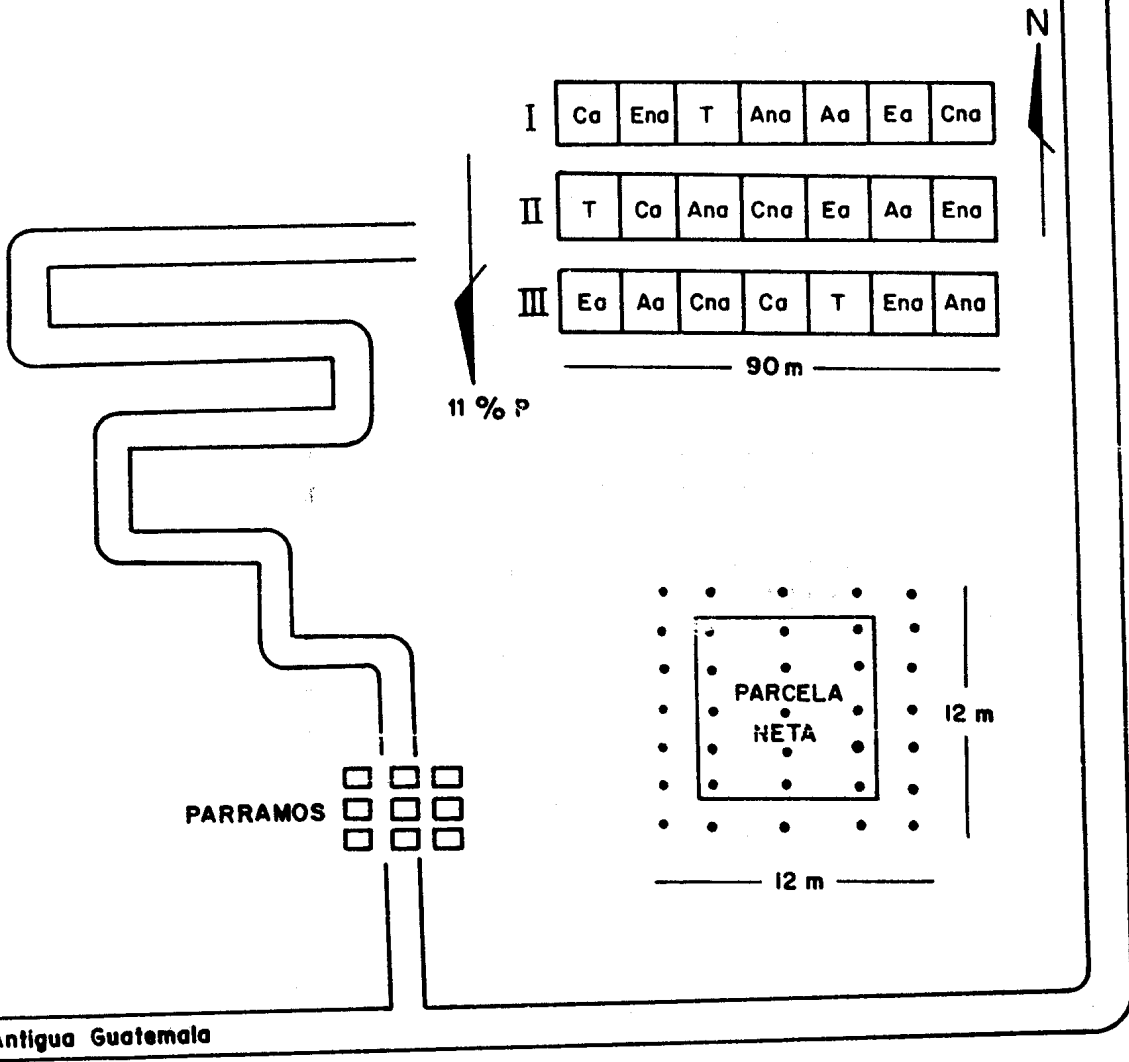 N
I Ca Ena T Ana Aa Ea Cna
II T Ca Ana Cna Ea Aa Ena
III Ea Aa Cna Ca T Ena Ana
90 m
11 % P
PARCELA
NETA
12 m
12 m
PARRAMOS
Antigua Guatemala